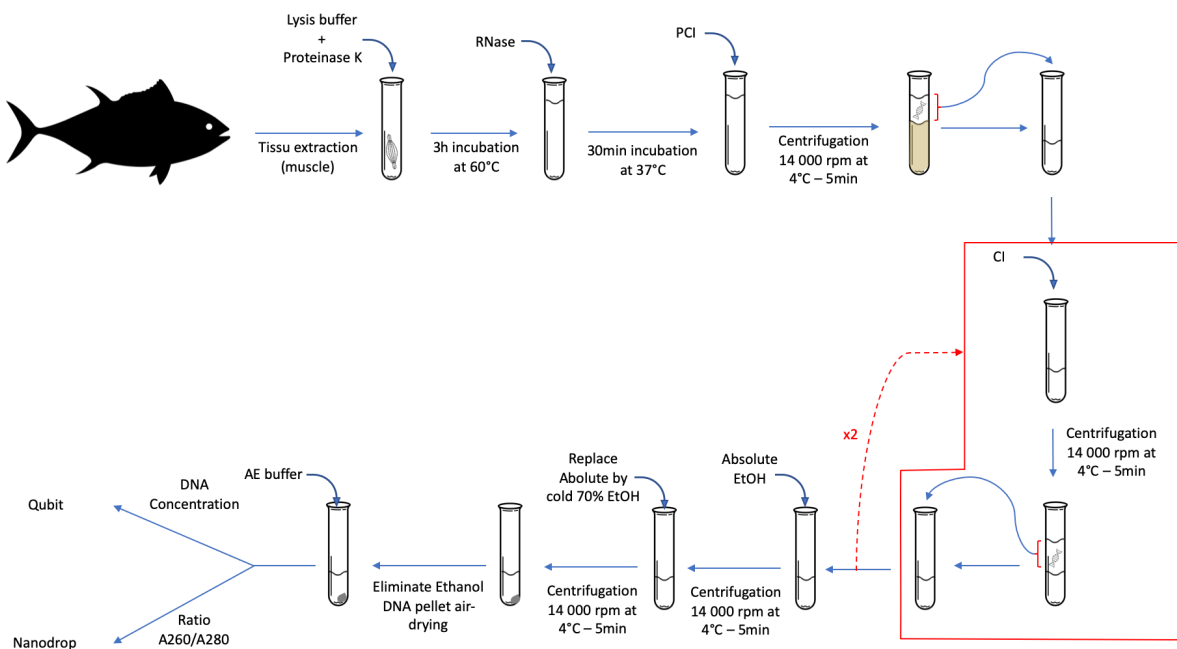 Lysis buffer
+
Proteinase K
RNase
PCI
Tissu extraction
(muscle)
3h incubation
at 60°C
30min incubation
at 37°C
Centrifugation
14 000 rpm at
4°C – 5min
CI
Centrifugation
14 000 rpm at
4°C – 5min
x2
Absolute
EtOH
Replace
Abolute by
cold 70% EtOH
AE buffer
Centrifugation
14 000 rpm at
4°C – 5min
Centrifugation
14 000 rpm at
4°C – 5min
Eliminate Ethanol
DNA pellet air-
drying
DNA
Concentration
Qubit
Ratio
A260/A280
Nanodrop